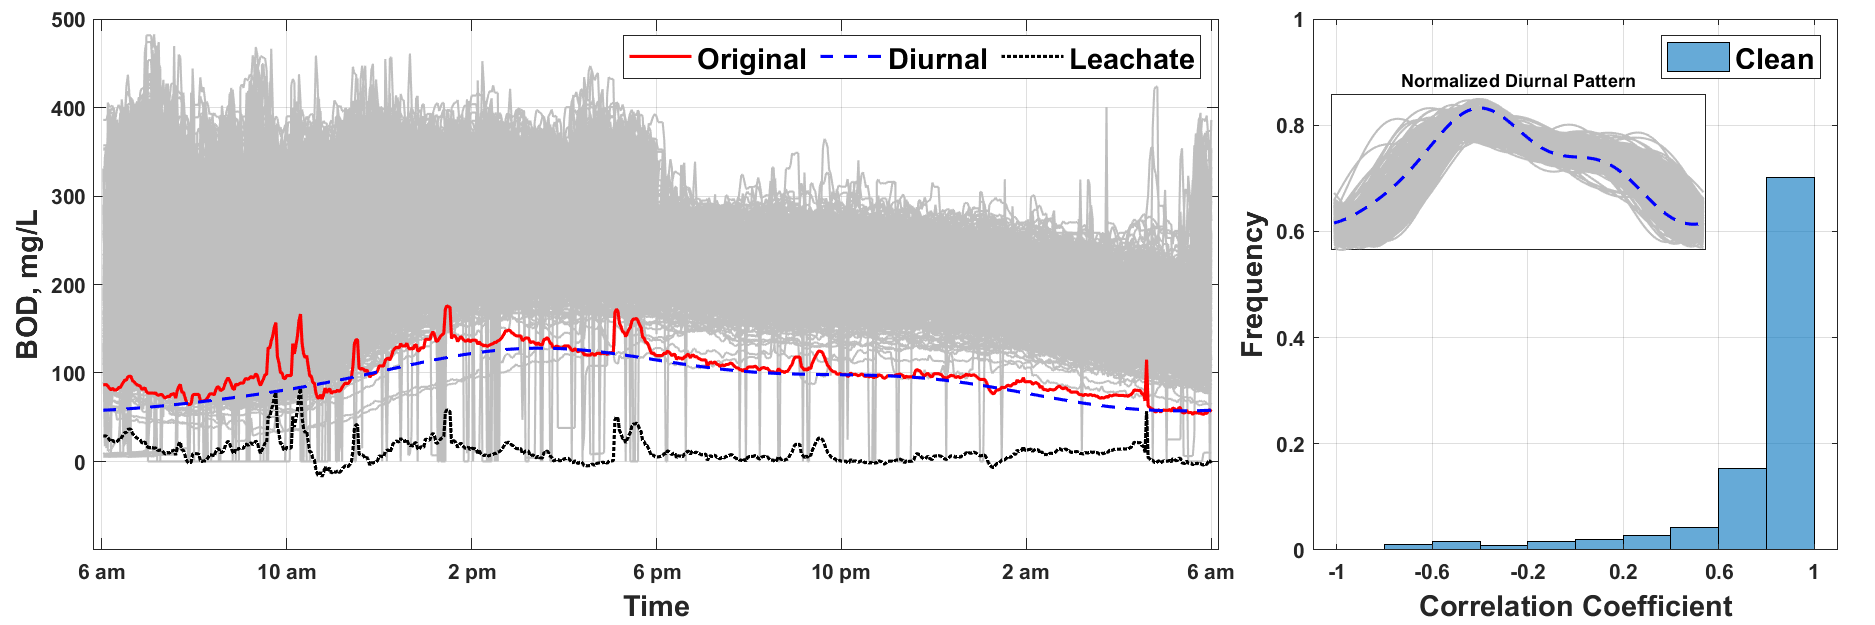 500
400
300
200
100
0
BOD, mg/L
Original Diurnal Leachate
6 am 10 am 2 pm 6 pm 10 pm 2 am 6 am
Time
1
0.8
0.6
0.4
0.2
0
Frequency
Clean
Normalized Diurnal Pattern
-1 -0.6 -0.2 0.2 0.6 1
Correlation Coefficient